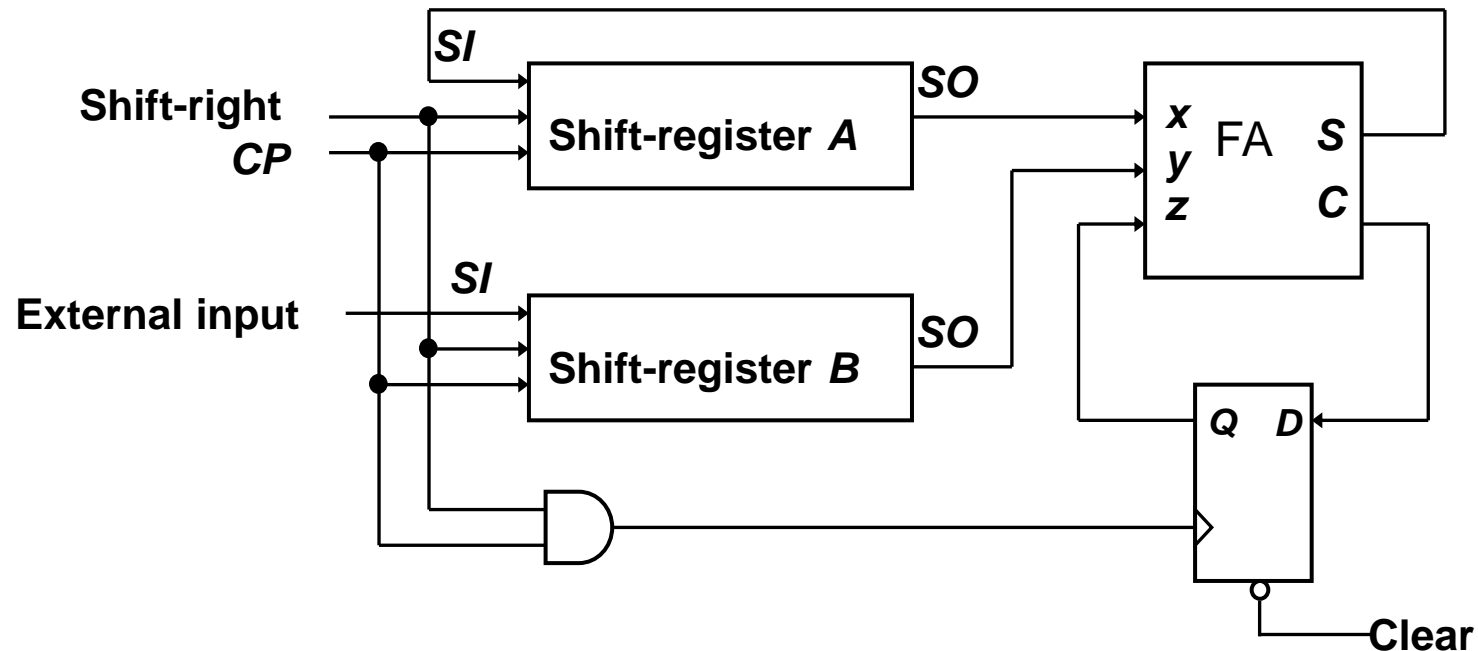 SI
Shift-right
CP
Shift-register A
SO
x
y
z
FA
S
C
External input
SI
Shift-register B
SO
Q
D
Clear